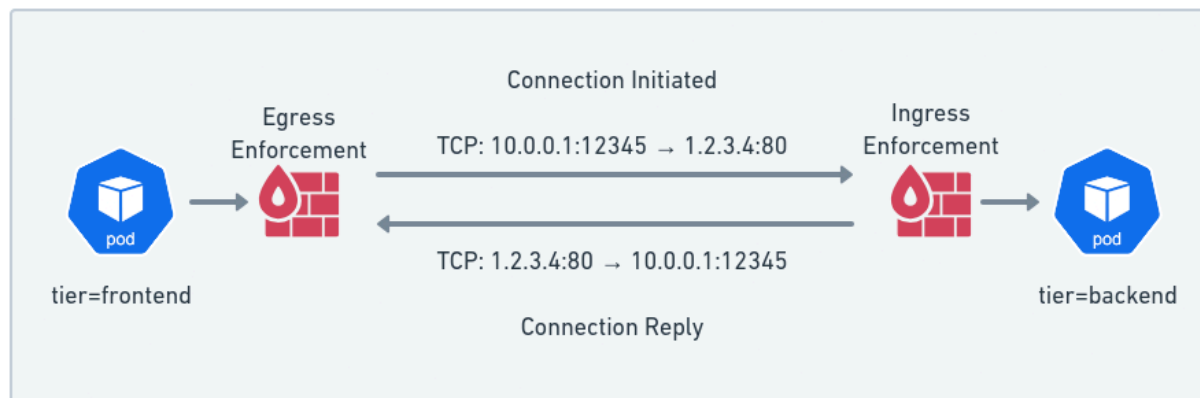 Connection Initiated
Egress
Enforcement
Ingress
Enforcement
TCP: 10.0.0.1:12345 → 1.2.3.4:80
pod
pod
TCP: 1.2.3.4:80 → 10.0.0.1:12345
tier=frontend
tier=backend
Connection Reply